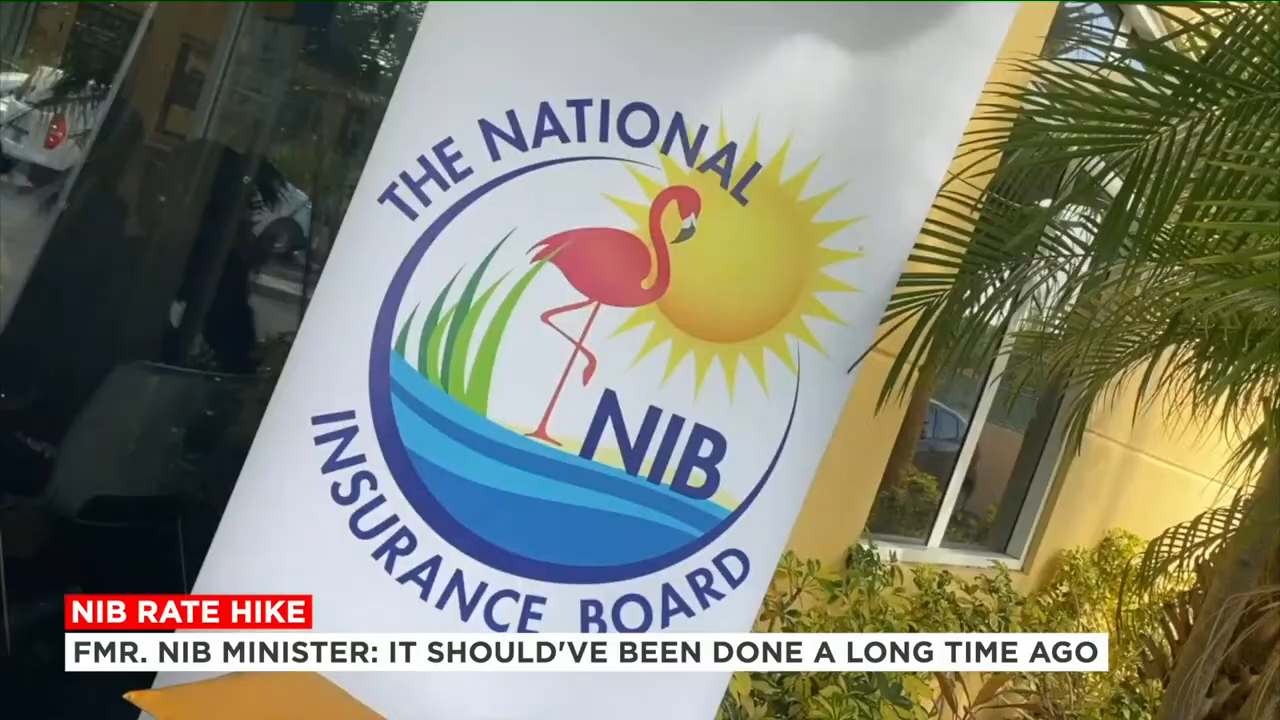 THE NATIONAL
NIB
INSURANCE BOARD
NIB RATE HIKE
FMR. NIB MINISTER: IT SHOULD'VE BEEN DONE A LONG TIME AGO